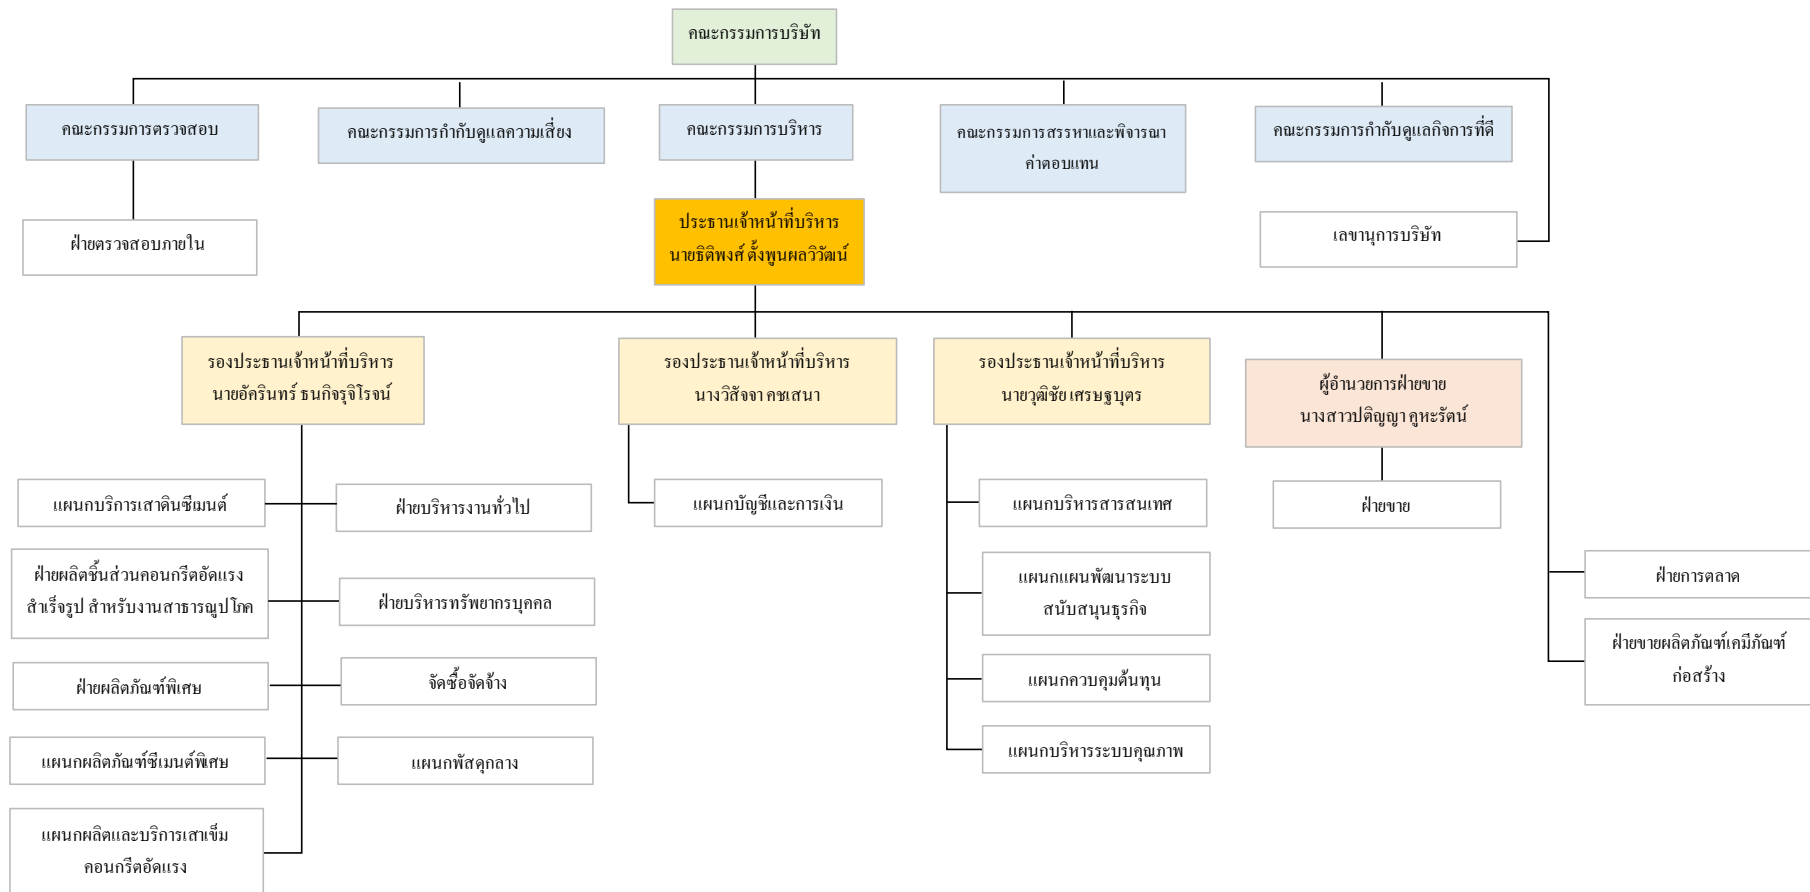 คณะกรรมการบริษัท
คณะกรรมการตรวจสอบ
คณะกรรมการกำกับดูแลความเสี่ยง
คณะกรรมการบริหาร
คณะกรรมการสรรหาและพิจารณา
ค่าตอบแทน
คณะกรรมการกำกับดูแลกิจการที่ดี
ฝ่ายตรวจสอบภายใน
ประธานเจ้าหน้าที่บริหาร
นายธิติพงศ์ ตั้งพูนผลวิวัฒน์
เลขานุการบริษัท
รองประธานเจ้าหน้าที่บริหาร
นายอัครินทร์ ธนกิจรุจิโรจน์
รองประธานเจ้าหน้าที่บริหาร
นางวิสัจจา คชเสนา
รองประธานเจ้าหน้าที่บริหาร
นายวุฒิชัย เศรษฐบุตร
ผู้อำนวยการฝ่ายขาย
นางสาวปติญญา คูหะรัตน์
แผนกบริการเสาดินซีเมนต์
ฝ่ายบริหารงานทั่วไป
แผนกบัญชีและการเงิน
แผนกบริหารสารสนเทศ
ฝ่ายขาย
ฝ่ายผลิตชิ้นส่วนคอนกรีตอัดแรง
สำเร็จรูป สำหรับงานสาธารณูปโภค
ฝ่ายบริหารทรัพยากรบุคคล
แผนกแผนพัฒนาระบบ
สนับสนุนธุรกิจ
ฝ่ายการตลาด
ฝ่ายผลิตภัณฑ์พิเศษ
จัดซื้อจัดจ้าง
แผนกควบคุมต้นทุน
ฝ่ายขายผลิตภัณฑ์เคมีภัณฑ์
ก่อสร้าง
แผนกผลิตภัณฑ์ซีเมนต์พิเศษ
แผนกพัสดุกลาง
แผนกบริหารระบบคุณภาพ
แผนกผลิตและบริการเสาเข็ม
คอนกรีตอัดแรง